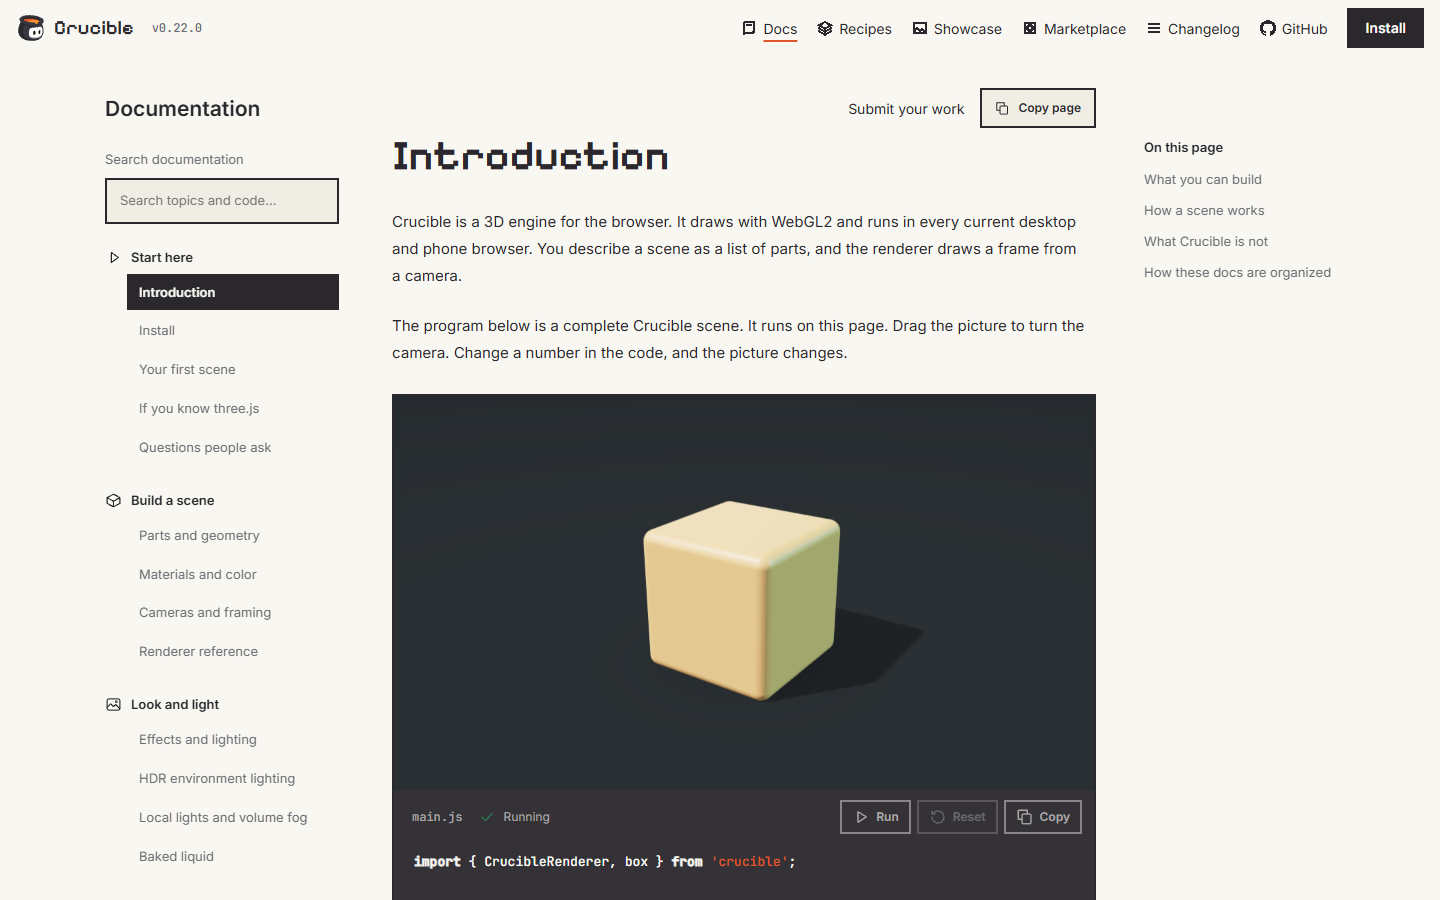 Crucible v0.22.0
Docs Recipes Showcase Marketplace Changelog GitHub Install
Documentation
Submit your work Copy page
Search documentation
Search topics and code...
Start here
Introduction
Install
Your first scene
If you know three.js
Questions people ask
Build a scene
Parts and geometry
Materials and color
Cameras and framing
Renderer reference
Look and light
Effects and lighting
HDR environment lighting
Local lights and volume fog
Baked liquid
Introduction
Crucible is a 3D engine for the browser. It draws with WebGL2 and runs in every current desktop
and phone browser. You describe a scene as a list of parts, and the renderer draws a frame from
a camera.
The program below is a complete Crucible scene. It runs on this page. Drag the picture to turn the
camera. Change a number in the code, and the picture changes.
main.js Running Run Reset Copy
import { CrucibleRenderer, box } from 'crucible';
On this page
What you can build
How a scene works
What Crucible is not
How these docs are organized